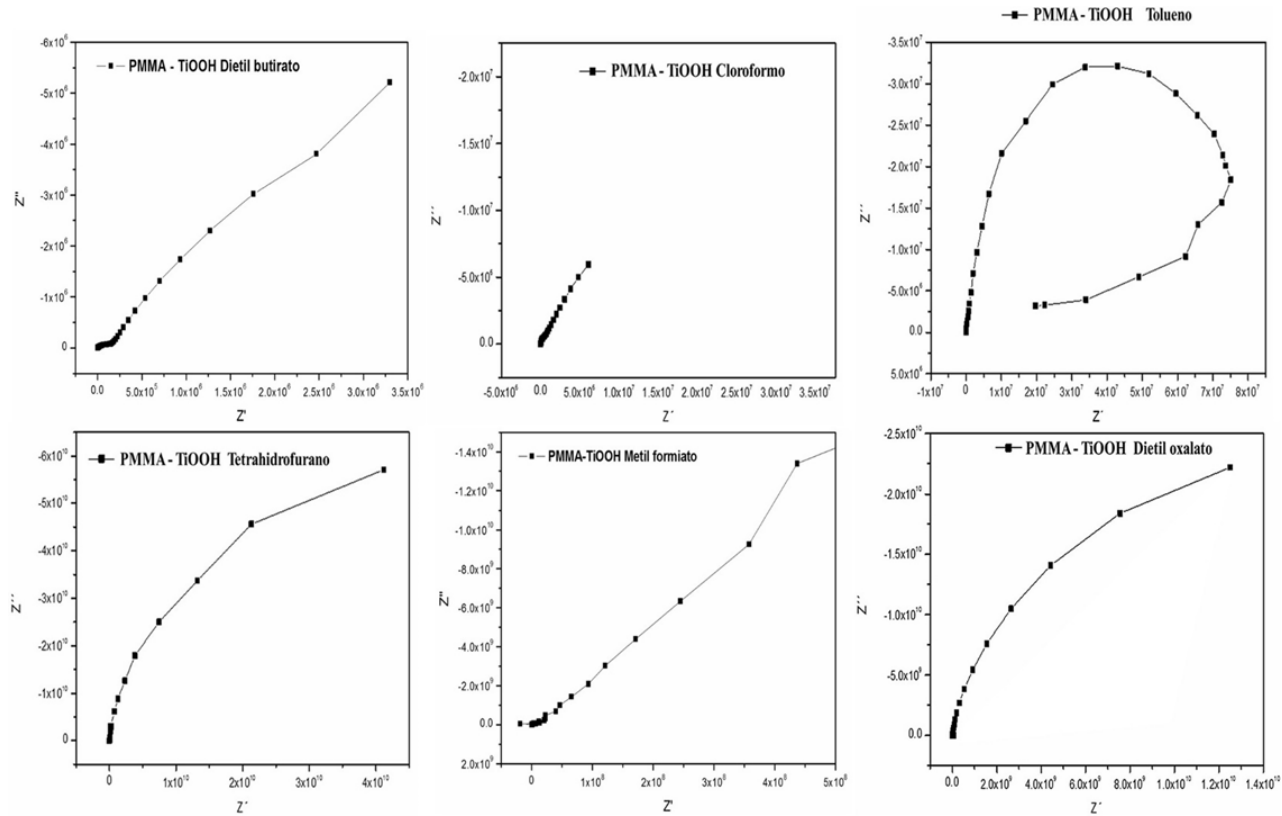 PMMA - TiOOH Dietil butirato
-6x10⁶
-5x10⁶
-4x10⁶
-3x10⁶
-2x10⁶
-1x10⁶
0
Z"
0.0
5.0x10⁵
1.0x10⁶
1.5x10⁶
2.0x10⁶
2.5x10⁶
3.0x10⁶
3.5x10⁶
Z'
PMMA - TiOOH Cloroformo
-2.0x10⁷
-1.5x10⁷
-1.0x10⁷
-5.0x10⁶
0.0
Z´´
-5.0x10⁶
0.0
5.0x10⁶
1.0x10⁷
1.5x10⁷
2.0x10⁷
2.5x10⁷
3.0x10⁷
3.5x10⁷
Z´
PMMA - TiOOH Tolueno
-3.5x10⁷
-3.0x10⁷
-2.5x10⁷
-2.0x10⁷
-1.5x10⁷
-1.0x10⁷
-5.0x10⁶
0.0
5.0x10⁶
Z´´
-1x10⁷
0
1x10⁷
2x10⁷
3x10⁷
4x10⁷
5x10⁷
6x10⁷
7x10⁷
8x10⁷
Z´
PMMA - TiOOH Tetrahidrofurano
-6x10¹⁰
-5x10¹⁰
-4x10¹⁰
-3x10¹⁰
-2x10¹⁰
-1x10¹⁰
0
Z´´
0
1x10¹⁰
2x10¹⁰
3x10¹⁰
4x10¹⁰
Z´
PMMA-TiOOH Metil formiato
-1.4x10¹⁰
-1.2x10¹⁰
-1.0x10¹⁰
-8.0x10⁹
-6.0x10⁹
-4.0x10⁹
-2.0x10⁹
0.0
2.0x10⁹
Z"
0
1x10⁸
2x10⁸
3x10⁸
4x10⁸
5x10⁸
Z'
PMMA - TiOOH Dietil oxalato
-2.5x10¹⁰
-2.0x10¹⁰
-1.5x10¹⁰
-1.0x10¹⁰
-5.0x10⁹
0.0
Z´´
0.0
2.0x10⁹
4.0x10⁹
6.0x10⁹
8.0x10⁹
1.0x10¹⁰
1.2x10¹⁰
1.4x10¹⁰
Z´